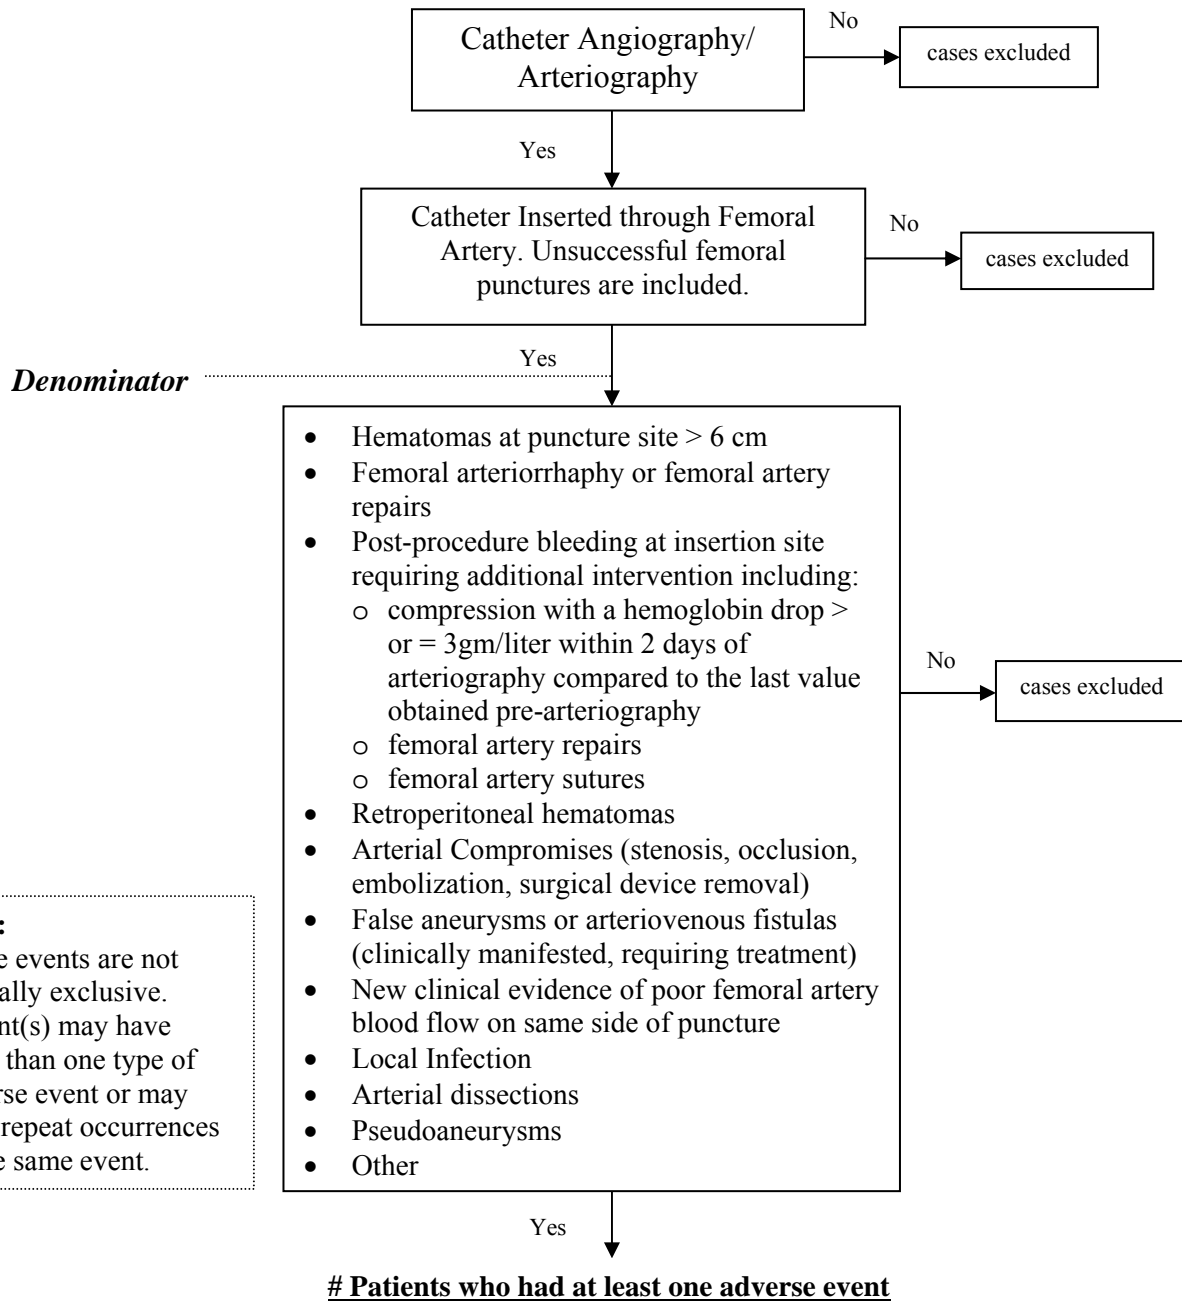 Catheter Angiography/
Arteriography
No
cases excluded
Yes
Catheter Inserted through Femoral
Artery. Unsuccessful femoral
punctures are included.
No
cases excluded
Yes
Denominator
• Hematomas at puncture site > 6 cm
• Femoral arteriorrhaphy or femoral artery
repairs
• Post-procedure bleeding at insertion site
requiring additional intervention including:
o compression with a hemoglobin drop >
or = 3gm/liter within 2 days of
arteriography compared to the last value
obtained pre-arteriography
o femoral artery repairs
o femoral artery sutures
• Retroperitoneal hematomas
• Arterial Compromises (stenosis, occlusion,
embolization, surgical device removal)
• False aneurysms or arteriovenous fistulas
(clinically manifested, requiring treatment)
• New clinical evidence of poor femoral artery
blood flow on same side of puncture
• Local Infection
• Arterial dissections
• Pseudoaneurysms
• Other
No
cases excluded
:
e events are not
ally exclusive.
nt(s) may have
than one type of
rse event or may
repeat occurrences
e same event.
Yes
# Patients who had at least one adverse event